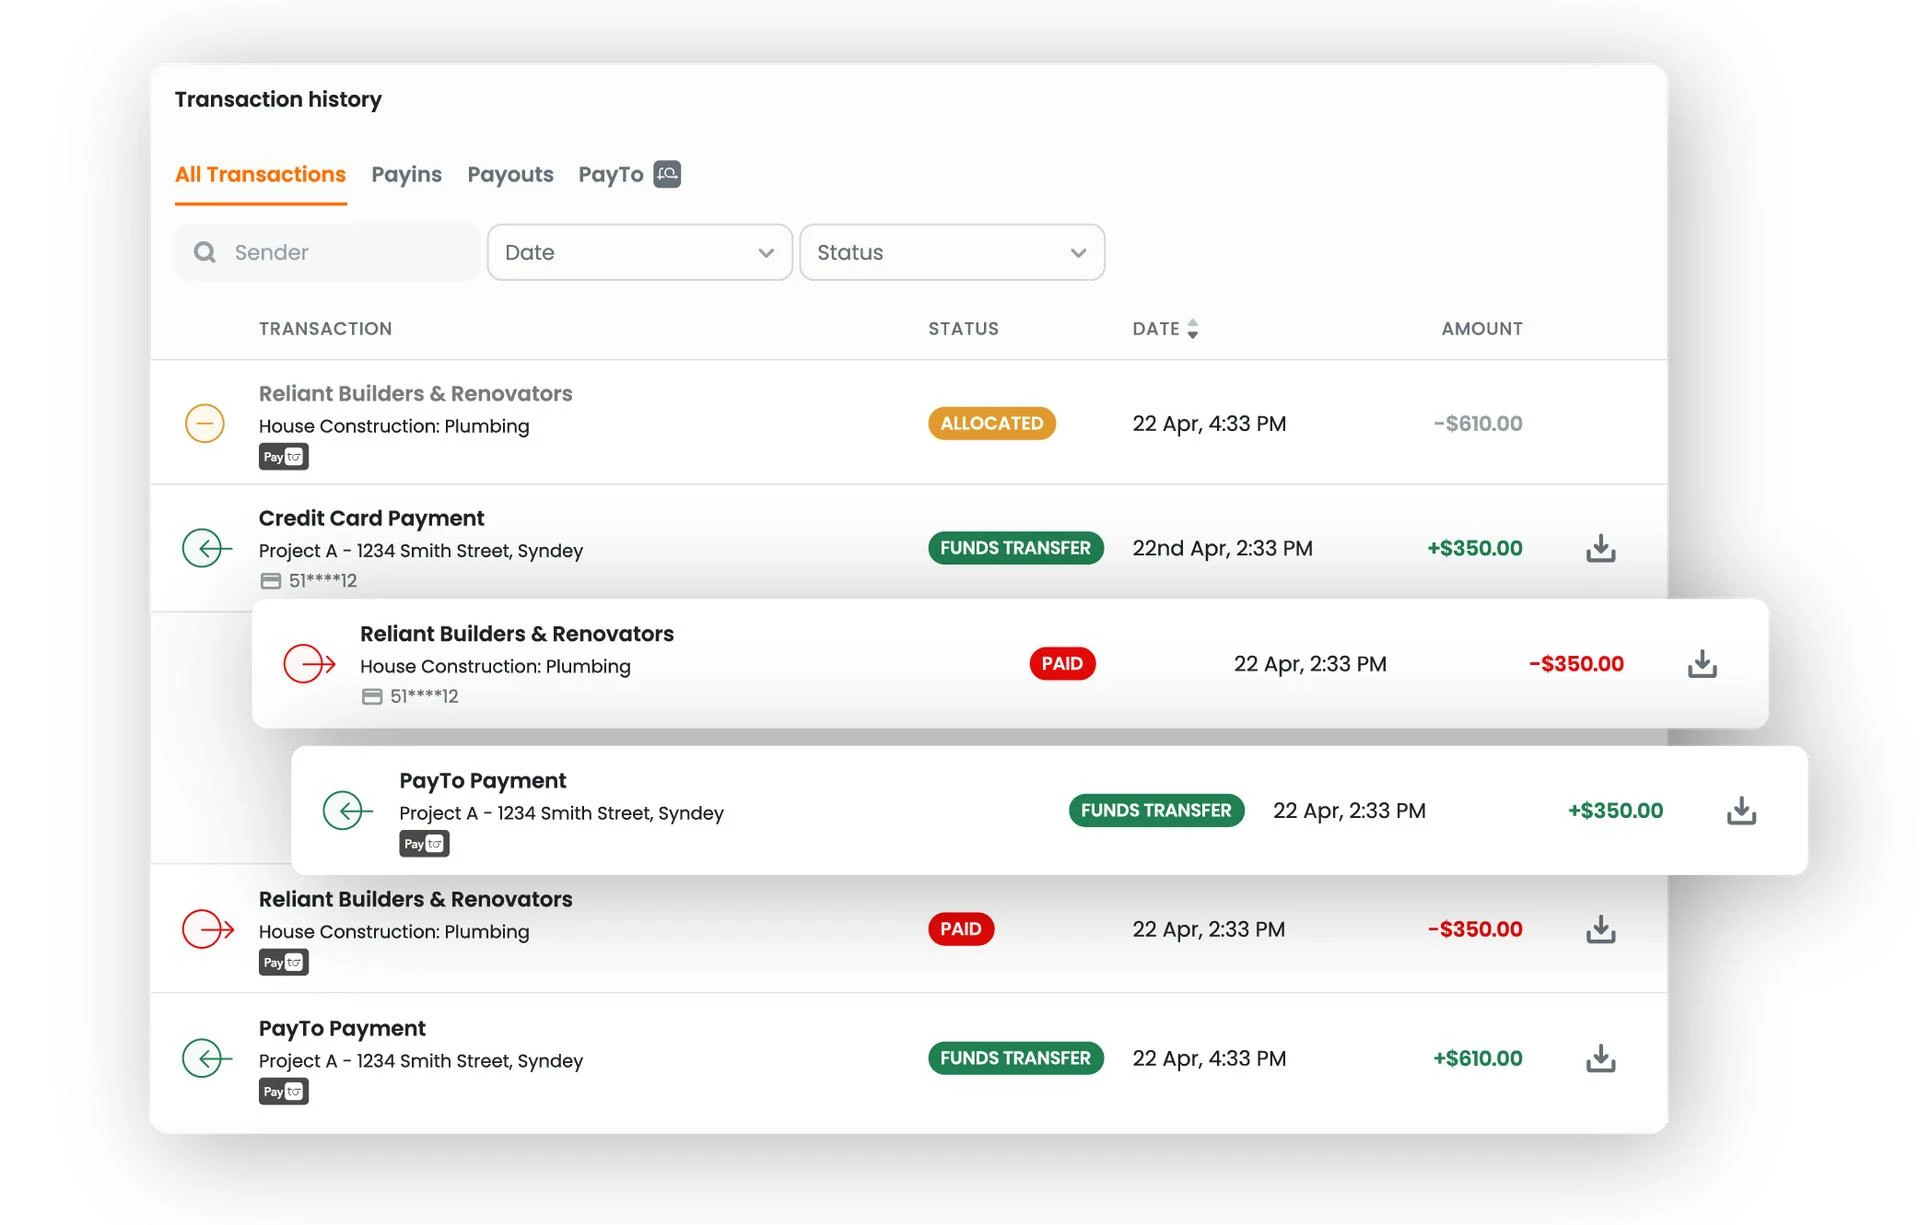 Transaction history
All Transactions Payins Payouts PayTo
Sender Date Status
TRANSACTION STATUS DATE AMOUNT
Reliant Builders & Renovators
House Construction: Plumbing
PayTo
ALLOCATED 22 Apr, 4:33 PM -$610.00
Credit Card Payment
Project A - 1234 Smith Street, Syndey
51****12
FUNDS TRANSFER 22nd Apr, 2:33 PM +$350.00
Reliant Builders & Renovators
House Construction: Plumbing
51****12
PAID 22 Apr, 2:33 PM -$350.00
PayTo Payment
Project A - 1234 Smith Street, Syndey
PayTo
FUNDS TRANSFER 22 Apr, 2:33 PM +$350.00
Reliant Builders & Renovators
House Construction: Plumbing
PayTo
PAID 22 Apr, 2:33 PM -$350.00
PayTo Payment
Project A - 1234 Smith Street, Syndey
PayTo
FUNDS TRANSFER 22 Apr, 4:33 PM +$610.00